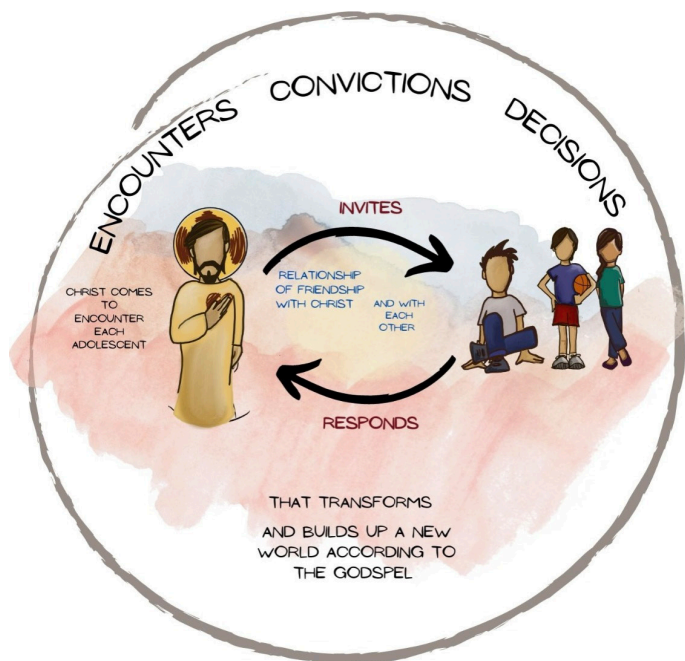 ENCOUNTERS
CONVICTIONS
DECISIONS
INVITES
CHRIST COMES
TO
ENCOUNTER
EACH
ADOLESCENT
RELATIONSHIP
OF FRIENDSHIP
WITH CHRIST
AND WITH
EACH
OTHER
RESPONDS
THAT TRANSFORMS
AND BUILDS UP A NEW
WORLD ACCORDING TO
THE GODSPEL